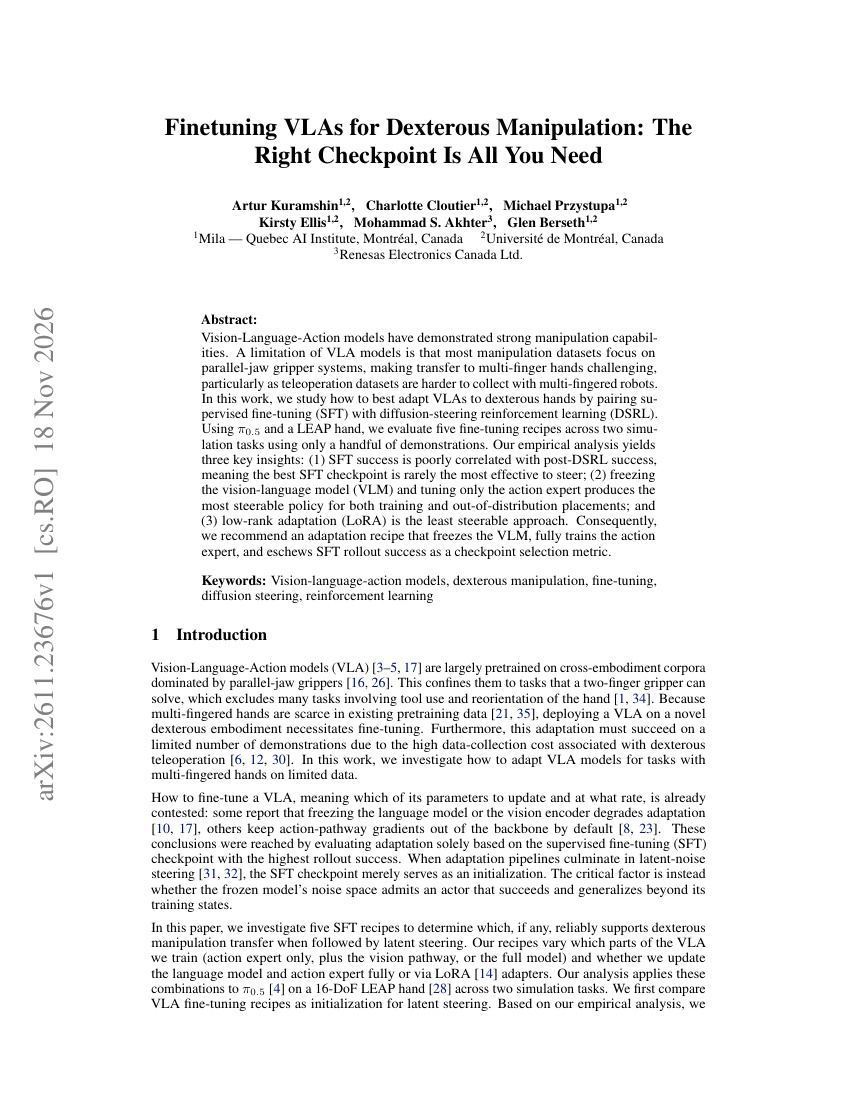 Finetuning VLAs for Dexterous Manipulation: The
Right Checkpoint Is All You Need
Artur Kuramshin1,2, Charlotte Cloutier1,2, Michael Przystupa1,2
Kirsty Ellis1,2, Mohammad S. Akhter3, Glen Berseth1,2
1Mila — Quebec AI Institute, Montréal, Canada 2Université de Montréal, Canada
3Renesas Electronics Canada Ltd.
Abstract:
Vision-Language-Action models have demonstrated strong manipulation capabil-
ities. A limitation of VLA models is that most manipulation datasets focus on
parallel-jaw gripper systems, making transfer to multi-finger hands challenging,
particularly as teleoperation datasets are harder to collect with multi-fingered robots.
In this work, we study how to best adapt VLAs to dexterous hands by pairing su-
pervised fine-tuning (SFT) with diffusion-steering reinforcement learning (DSRL).
Using π0.5 and a LEAP hand, we evaluate five fine-tuning recipes across two simu-
lation tasks using only a handful of demonstrations. Our empirical analysis yields
three key insights: (1) SFT success is poorly correlated with post-DSRL success,
meaning the best SFT checkpoint is rarely the most effective to steer; (2) freezing
the vision-language model (VLM) and tuning only the action expert produces the
most steerable policy for both training and out-of-distribution placements; and
(3) low-rank adaptation (LoRA) is the least steerable approach. Consequently,
we recommend an adaptation recipe that freezes the VLM, fully trains the action
expert, and eschews SFT rollout success as a checkpoint selection metric.
Keywords: Vision-language-action models, dexterous manipulation, fine-tuning,
diffusion steering, reinforcement learning
1 Introduction
Vision-Language-Action models (VLA) [3–5, 17] are largely pretrained on cross-embodiment corpora
dominated by parallel-jaw grippers [16, 26]. This confines them to tasks that a two-finger gripper can
solve, which excludes many tasks involving tool use and reorientation of the hand [1, 34]. Because
multi-fingered hands are scarce in existing pretraining data [21, 35], deploying a VLA on a novel
dexterous embodiment necessitates fine-tuning. Furthermore, this adaptation must succeed on a
limited number of demonstrations due to the high data-collection cost associated with dexterous
teleoperation [6, 12, 30]. In this work, we investigate how to adapt VLA models for tasks with
multi-fingered hands on limited data.
How to fine-tune a VLA, meaning which of its parameters to update and at what rate, is already
contested: some report that freezing the language model or the vision encoder degrades adaptation
[10, 17], others keep action-pathway gradients out of the backbone by default [8, 23]. These
conclusions were reached by evaluating adaptation solely based on the supervised fine-tuning (SFT)
checkpoint with the highest rollout success. When adaptation pipelines culminate in latent-noise
steering [31, 32], the SFT checkpoint merely serves as an initialization. The critical factor is instead
whether the frozen model's noise space admits an actor that succeeds and generalizes beyond its
training states.
In this paper, we investigate five SFT recipes to determine which, if any, reliably supports dexterous
manipulation transfer when followed by latent steering. Our recipes vary which parts of the VLA
we train (action expert only, plus the vision pathway, or the full model) and whether we update
the language model and action expert fully or via LoRA [14] adapters. Our analysis applies these
combinations to π0.5 [4] on a 16-DoF LEAP hand [28] across two simulation tasks. We first compare
VLA fine-tuning recipes as initialization for latent steering. Based on our empirical analysis, we
arXiv:2611.23676v1 [cs.RO] 18 Nov 2026